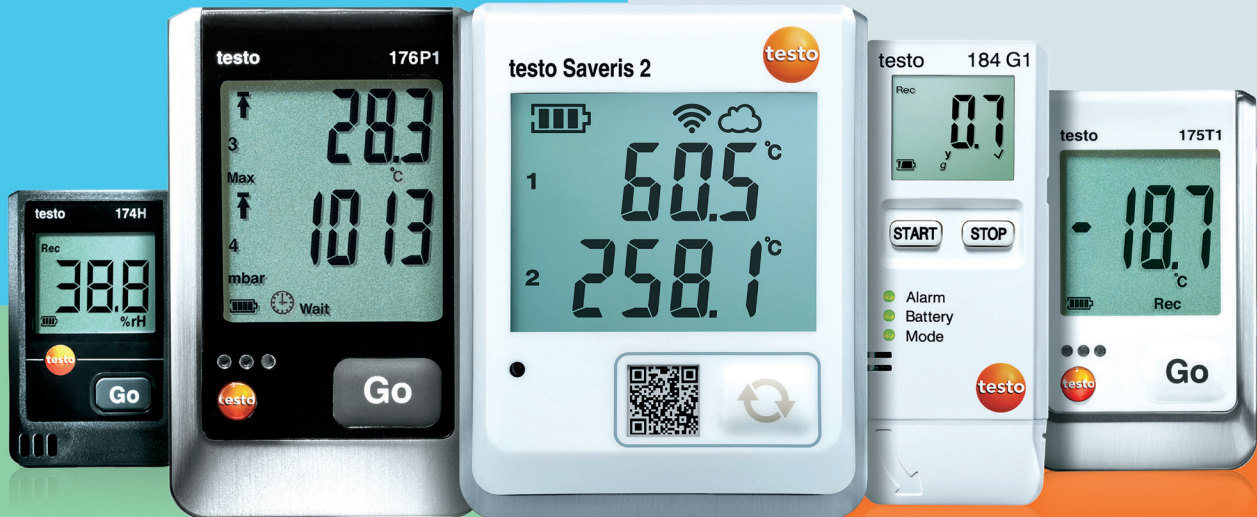 testo 174H
Rec
38.8
%rH
testo
Go
testo 176P1
3
28.3
°C
Max
4
1013
mbar
Wait
testo
Go
testo Saveris 2
testo
1
60.5 °C
2
258.1 °C
testo 184 G1
Rec
0.7
y
g
START STOP
Alarm
Battery
Mode
testo
testo 175T1
-18.7
°C
Rec
testo
Go